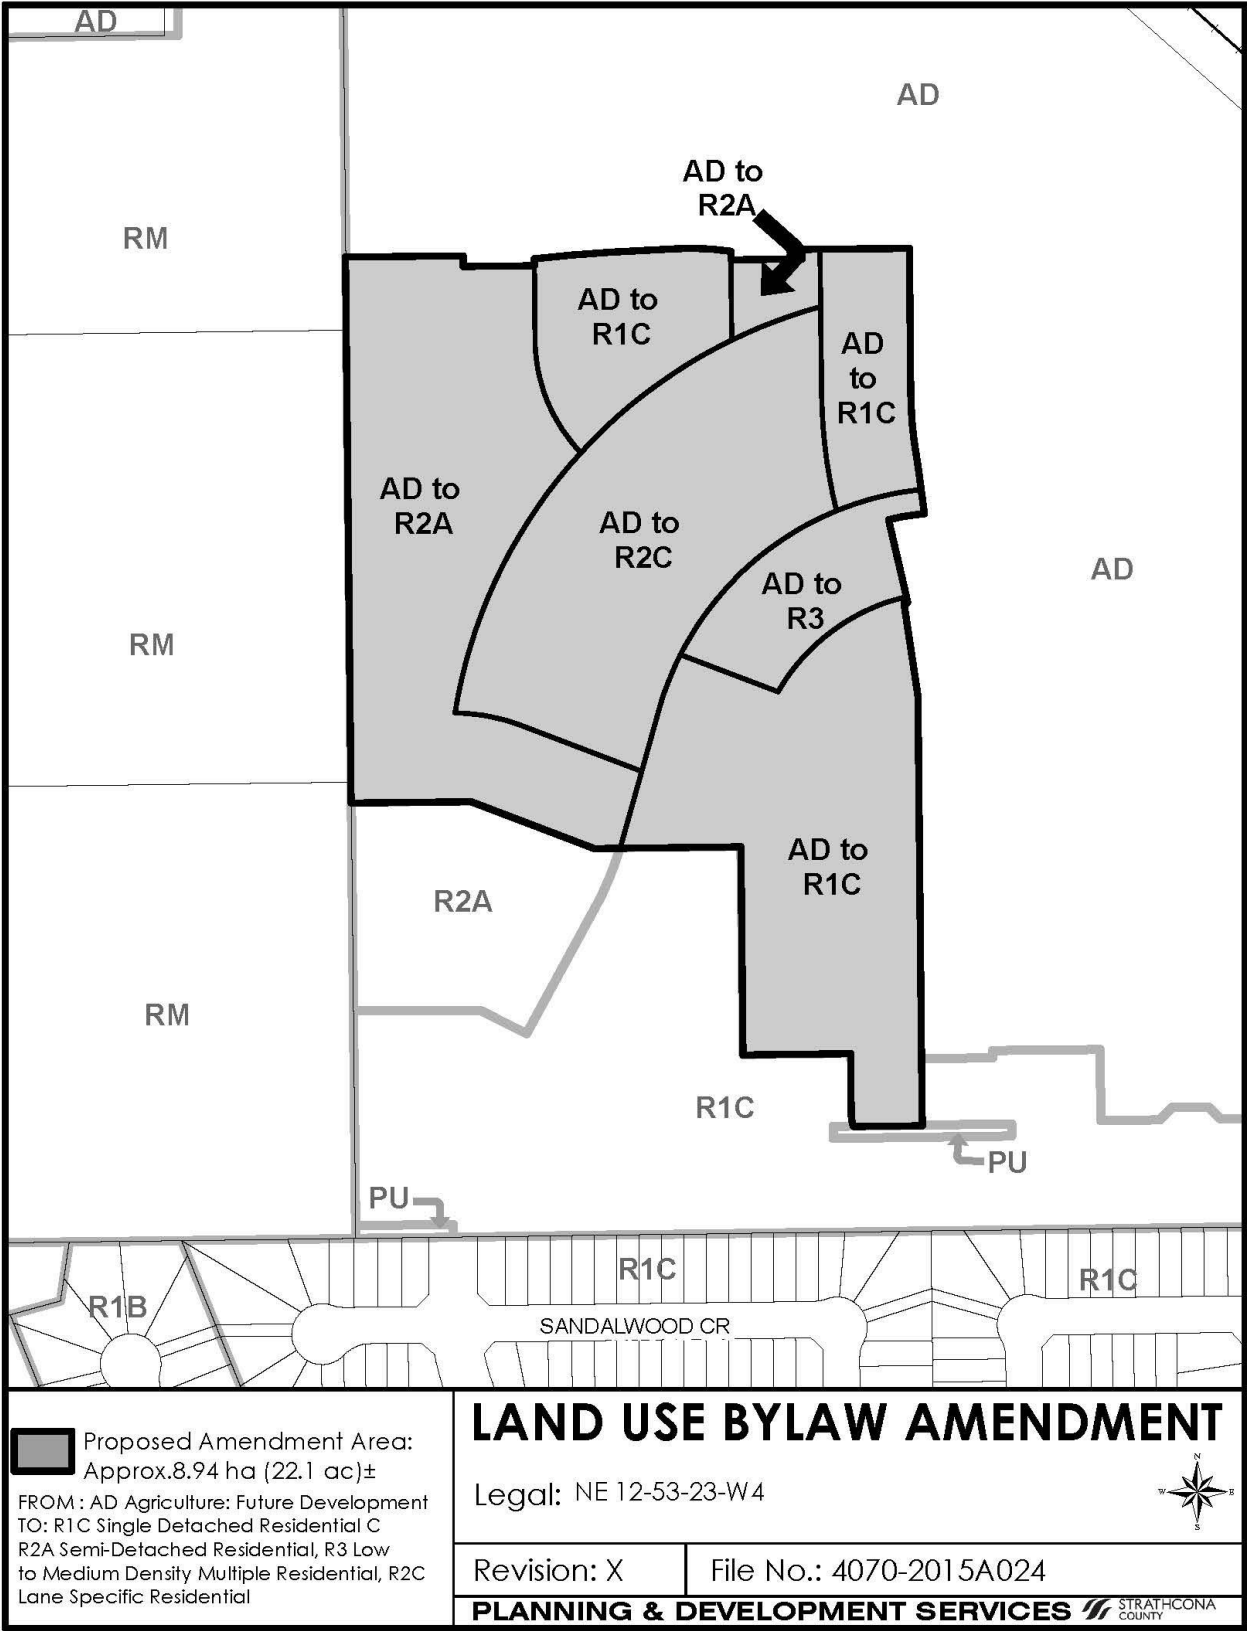 AD
AD
AD to
R2A
RM
AD to
R1C
AD
to
R1C
AD to
R2A
AD to
R2C
AD
AD to
R3
RM
AD to
R1C
R2A
RM
R1C
PU
PU
R1C
R1C
R1B
SANDALWOOD CR
Proposed Amendment Area:
Approx.8.94 ha (22.1 ac)±
FROM : AD Agriculture: Future Development
TO: R1C Single Detached Residential C
R2A Semi-Detached Residential, R3 Low
to Medium Density Multiple Residential, R2C
Lane Specific Residential
LAND USE BYLAW AMENDMENT
Legal: NE 12-53-23-W4
N
W E
S
Revision: X
File No.: 4070-2015A024
PLANNING & DEVELOPMENT SERVICES
STRATHCONA
COUNTY